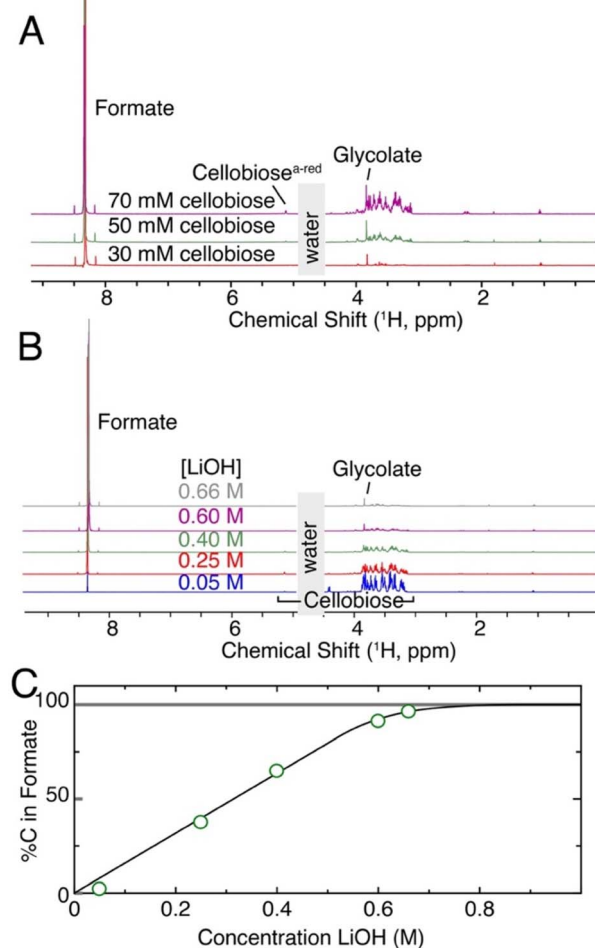 A
Formate
Cellobiose^a-red
Glycolate
70 mM cellobiose
50 mM cellobiose
30 mM cellobiose
water
8 6 4 2
Chemical Shift (¹H, ppm)
B
Formate
[LiOH]
Glycolate
0.66 M
0.60 M
0.40 M
0.25 M
0.05 M
water
Cellobiose
8 6 4 2
Chemical Shift (¹H, ppm)
C
100
50
0
%C in Formate
0 0.2 0.4 0.6 0.8
Concentration LiOH (M)